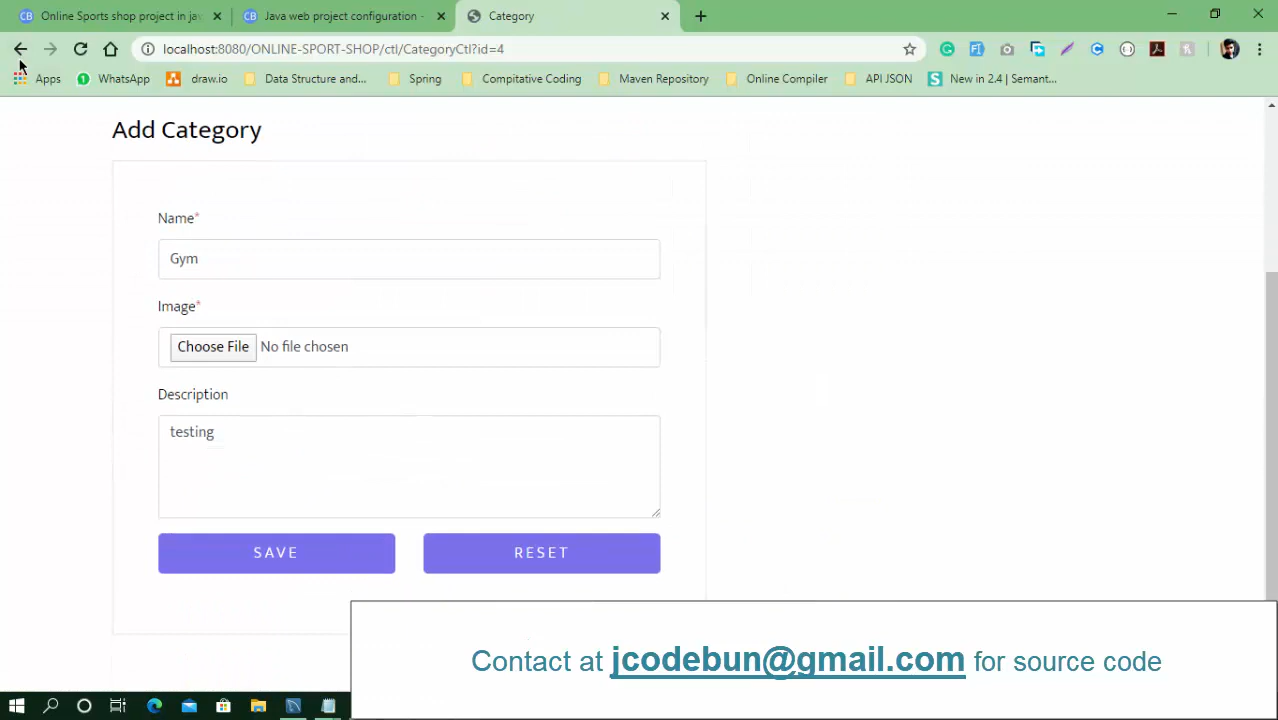 Online Sports shop project in jav
Java web project configuration -
Category
localhost:8080/ONLINE-SPORT-SHOP/ctl/CategoryCtl?id=4
Apps
WhatsApp
draw.io
Data Structure and...
Spring
Compitative Coding
Maven Repository
Online Compiler
API JSON
New in 2.4 | Semant...
Add Category
Name*
Gym
Image*
Choose File No file chosen
Description
testing
SAVE
RESET
Contact at jcodebun@gmail.com for source code